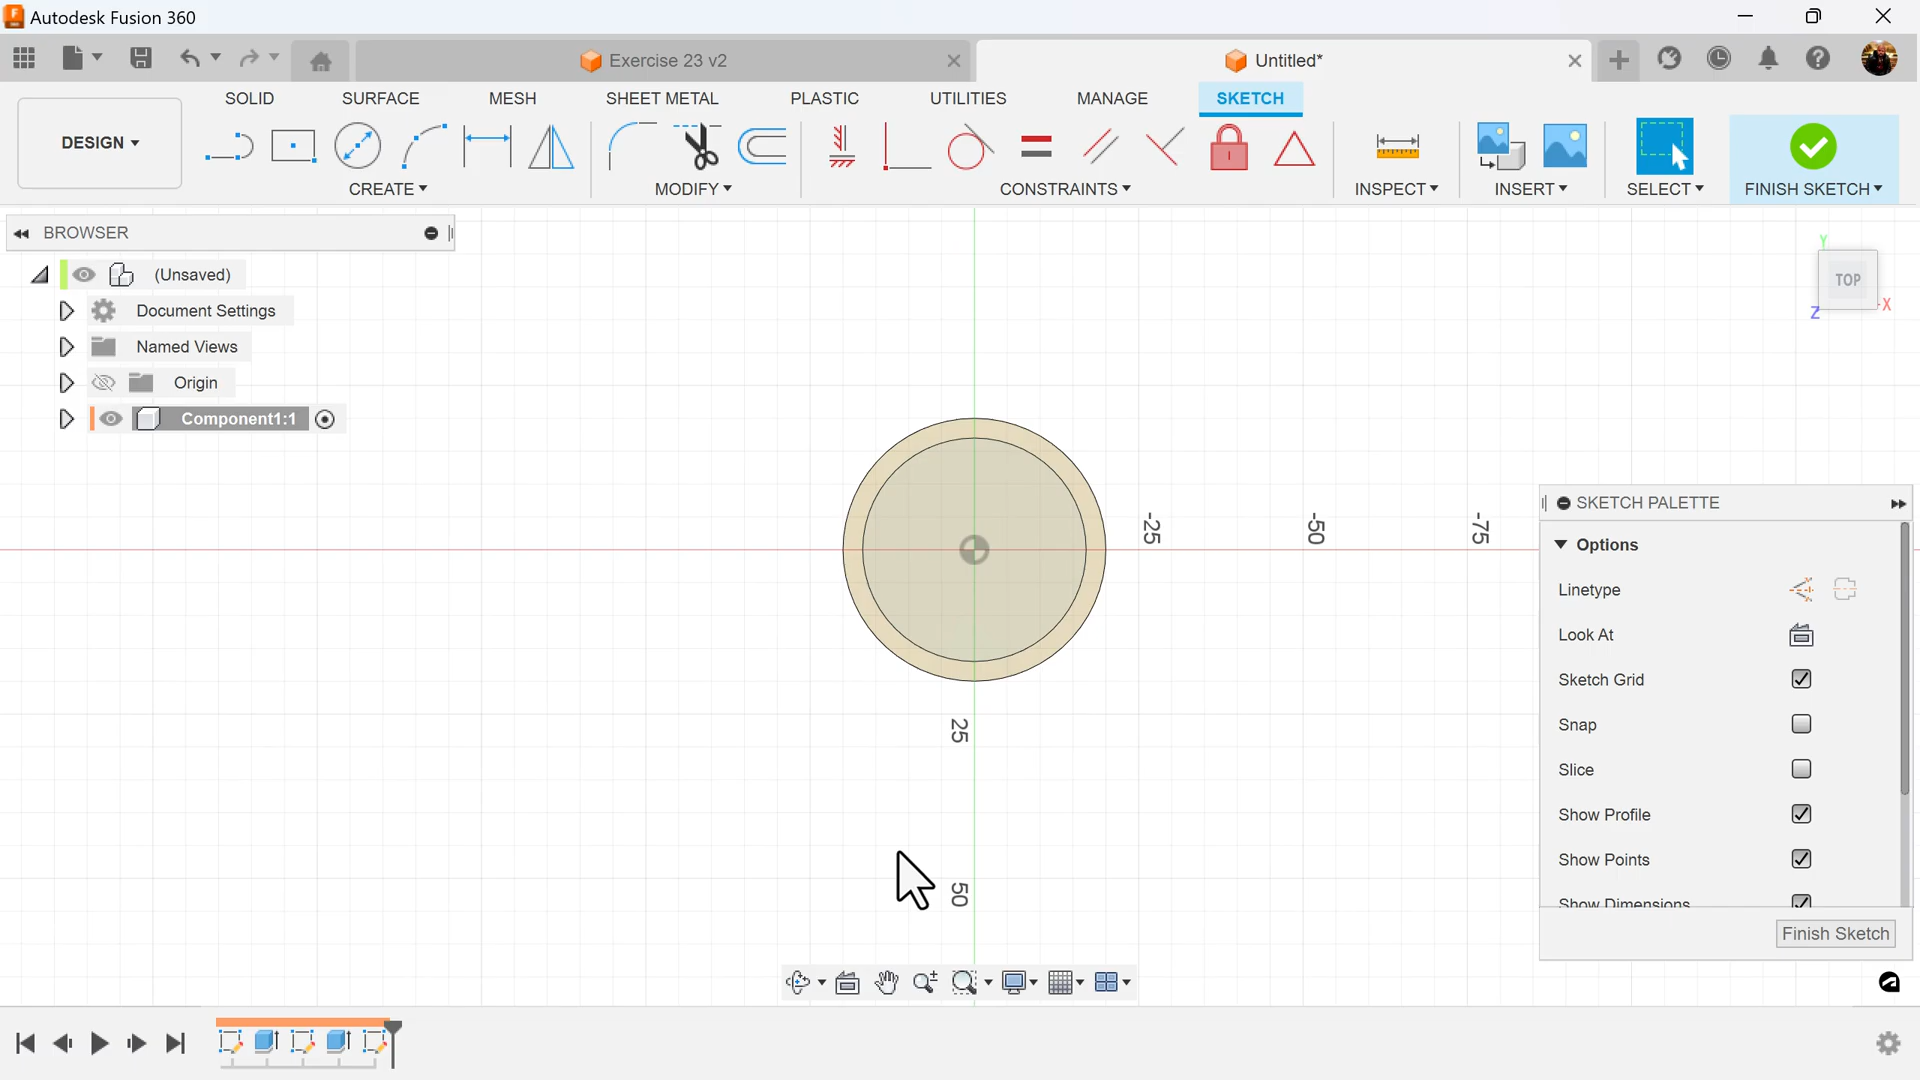 Autodesk Fusion 360
Exercise 23 v2
Untitled*
SOLID
SURFACE
MESH
SHEET METAL
PLASTIC
UTILITIES
MANAGE
SKETCH
DESIGN
CREATE
MODIFY
CONSTRAINTS
INSPECT
INSERT
SELECT
FINISH SKETCH
BROWSER
(Unsaved)
Document Settings
Named Views
Origin
Component1:1
Y
TOP
Z
-X
-25
-50
-75
25
50
SKETCH PALETTE
Options
Linetype
Look At
Sketch Grid
Snap
Slice
Show Profile
Show Points
Show Dimensions
Finish Sketch